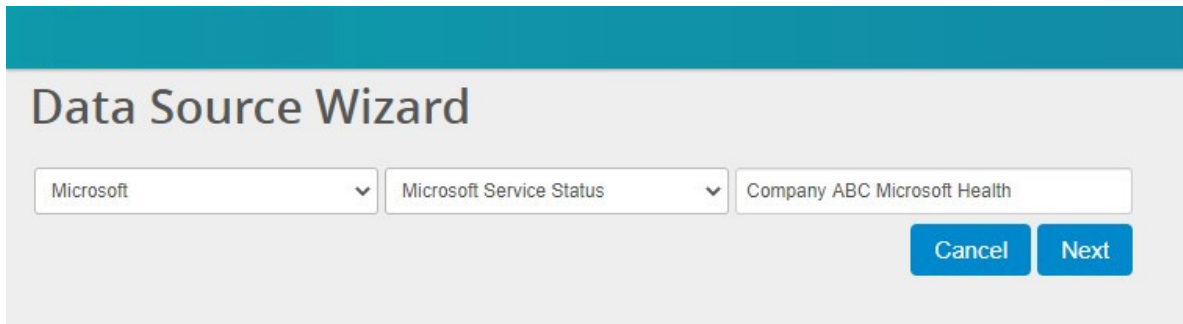 Data Source Wizard
Microsoft Microsoft Service Status Company ABC Microsoft Health
Cancel Next